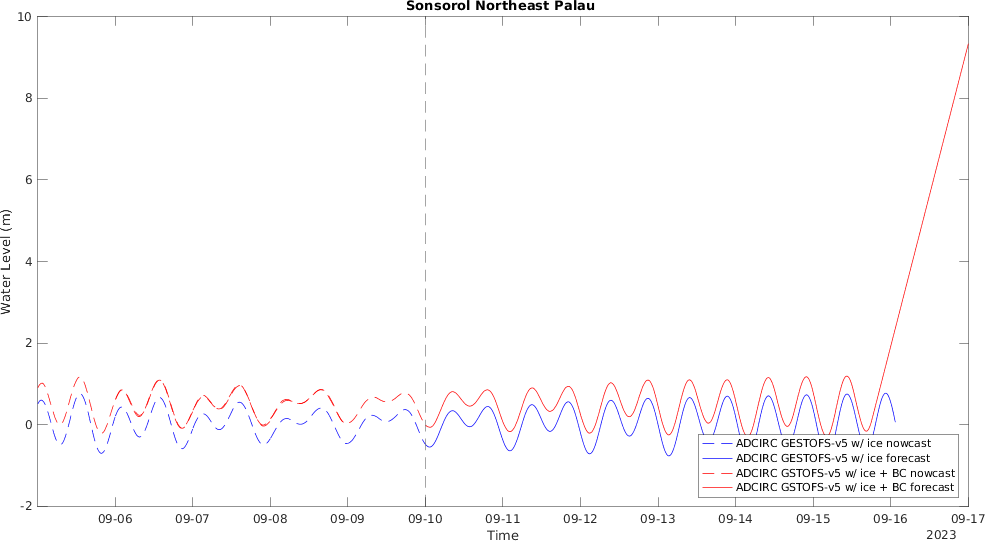 Sonsorol Northeast Palau
10
8
6
4
2
0
-2
Water Level (m)
09-06 09-07 09-08 09-09 09-10 09-11 09-12 09-13 09-14 09-15 09-16 09-17
Time
2023
ADCIRC GESTOFS-v5 w/ ice nowcast
ADCIRC GESTOFS-v5 w/ ice forecast
ADCIRC GSTOFS-v5 w/ ice + BC nowcast
ADCIRC GSTOFS-v5 w/ ice + BC forecast